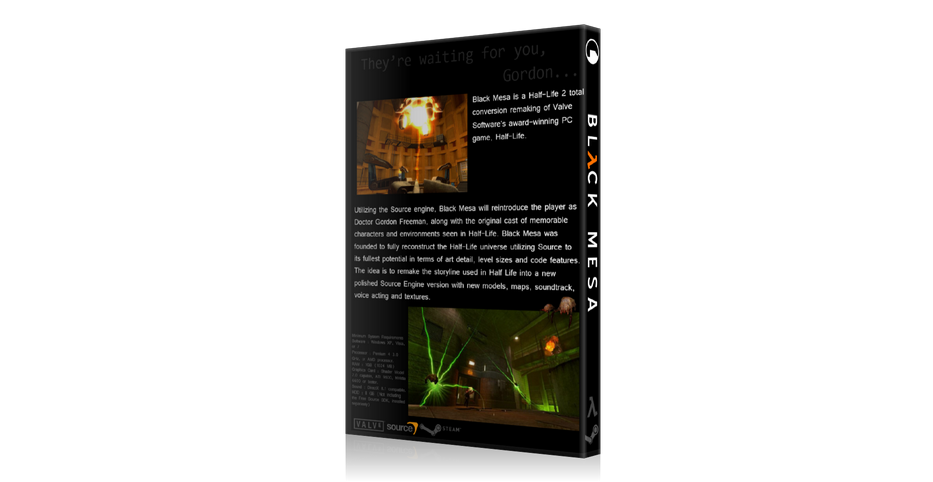 They're waiting for you,
Gordon...
Black Mesa is a Half-Life 2 total
conversion remaking of Valve
Software's award-winning PC
game, Half-Life.
Utilizing the Source engine, Black Mesa will reintroduce the player as
Doctor Gordon Freeman, along with the original cast of memorable
characters and environments seen in Half-Life. Black Mesa was
founded to fully reconstruct the Half-Life universe utilizing Source to
its fullest potential in terms of art detail, level sizes and code features.
The idea is to remake the storyline used in Half Life into a new
polished Source Engine version with new models, maps, soundtrack,
voice acting and textures.
VALVE
source
STEAM
BLλCK MESA